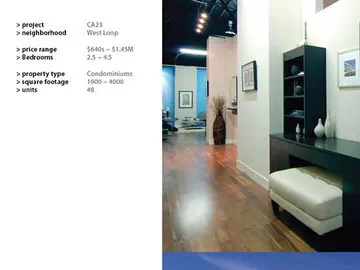 > project CA23
> neighborhood West Loop
> price range $640s – $1.45M
> Bedrooms 2.5 – 4.5
> property type Condominiums
> square footage 1900 – 4000
> units 48